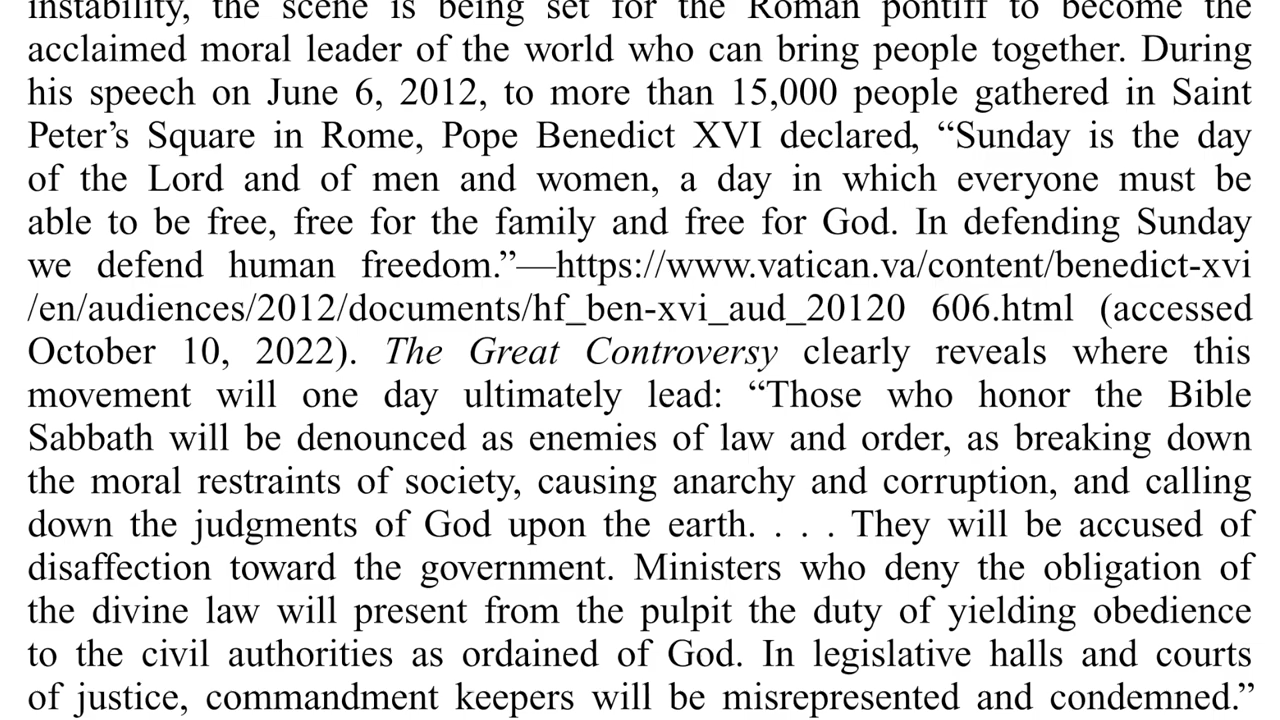 instability, the scene is being set for the Roman pontiff to become the
acclaimed moral leader of the world who can bring people together. During
his speech on June 6, 2012, to more than 15,000 people gathered in Saint
Peter’s Square in Rome, Pope Benedict XVI declared, “Sunday is the day
of the Lord and of men and women, a day in which everyone must be
able to be free, free for the family and free for God. In defending Sunday
we defend human freedom.”—https://www.vatican.va/content/benedict-xvi
/en/audiences/2012/documents/hf_ben-xvi_aud_20120 606.html (accessed
October 10, 2022). The Great Controversy clearly reveals where this
movement will one day ultimately lead: “Those who honor the Bible
Sabbath will be denounced as enemies of law and order, as breaking down
the moral restraints of society, causing anarchy and corruption, and calling
down the judgments of God upon the earth. . . . They will be accused of
disaffection toward the government. Ministers who deny the obligation of
the divine law will present from the pulpit the duty of yielding obedience
to the civil authorities as ordained of God. In legislative halls and courts
of justice, commandment keepers will be misrepresented and condemned.”